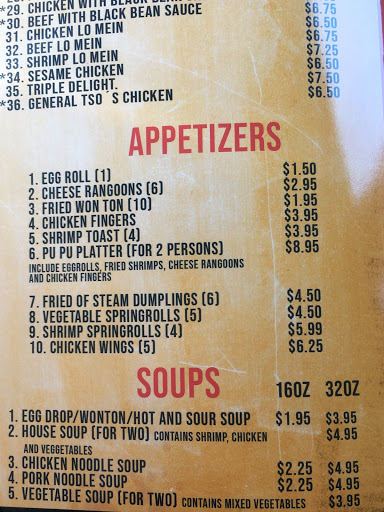 *29. CHICKEN WITH BLACK BEAN
*30. BEEF WITH BLACK BEAN SAUCE $6.75
31. CHICKEN LO MEIN $6.50
32. BEEF LO MEIN $6.75
33. SHRIMP LO MEIN $7.25
*34. SESAME CHICKEN $6.50
35. TRIPLE DELIGHT. $7.50
*36. GENERAL TSO`S CHICKEN $6.50
APPETIZERS
1. EGG ROLL (1) $1.50
2. CHEESE RANGOONS (6) $2.95
3. FRIED WON TON (10) $1.95
4. CHICKEN FINGERS $3.95
5. SHRIMP TOAST (4) $3.95
6. PU PU PLATTER (FOR 2 PERSONS) $8.95
INCLUDE EGGROLLS, FRIED SHRIMPS, CHEESE RANGOONS
AND CHICKEN FINGERS
7. FRIED OF STEAM DUMPLINGS (6) $4.50
8. VEGETABLE SPRINGROLLS (5) $4.50
9. SHRIMP SPRINGROLLS (4) $5.99
10. CHICKEN WINGS (5) $6.25
SOUPS 16OZ 32OZ
1. EGG DROP/WONTON/HOT AND SOUR SOUP $1.95 $3.95
2. HOUSE SOUP (FOR TWO) CONTAINS SHRIMP, CHICKEN $4.95
AND VEGGETABLES
3. CHICKEN NOODLE SOUP $2.25 $4.95
4. PORK NOODLE SOUP $2.25 $4.95
5. VEGETABLE SOUP (FOR TWO) CONTAINS MIXED VEGETABLES $3.95